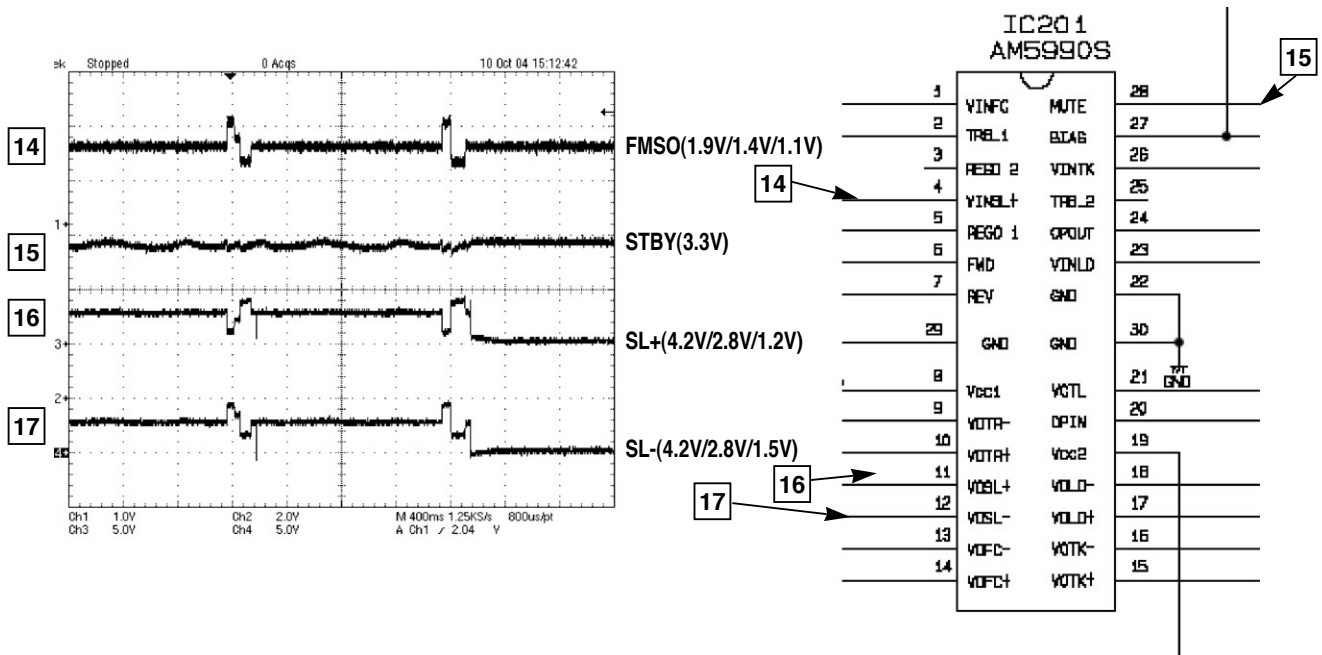 IC201
AM5990S
ek Stopped 0 Acqs 10 Oct 04 15:12:42
14
FMSO(1.9V/1.4V/1.1V)
1
15
STBY(3.3V)
16
3
SL+(4.2V/2.8V/1.2V)
2
17
4
SL-(4.2V/2.8V/1.5V)
Ch1 1.0V Ch2 2.0V M 400ms 1.25KS/s 800us/pt
Ch3 5.0V Ch4 5.0V A Ch1 / 2.04 V
15
14
16
17
1 VINFC MUTE 28
2 TRB_1 BIAS 27
3 REGO 2 VINTK 26
4 VINSL+ TRB_2 25
5 REGO 1 OPOUT 24
6 FWD VINLD 23
7 REV GND 22
29 GND GND 30
GND
8 Vcc1 VCTL 21
9 VOTR- OPIN 20
10 VOTR+ Vcc2 19
11 VOSL+ VOLD- 18
12 VOSL- VOLD+ 17
13 VOFC- VOTK- 16
14 VOFC+ VOTK+ 15